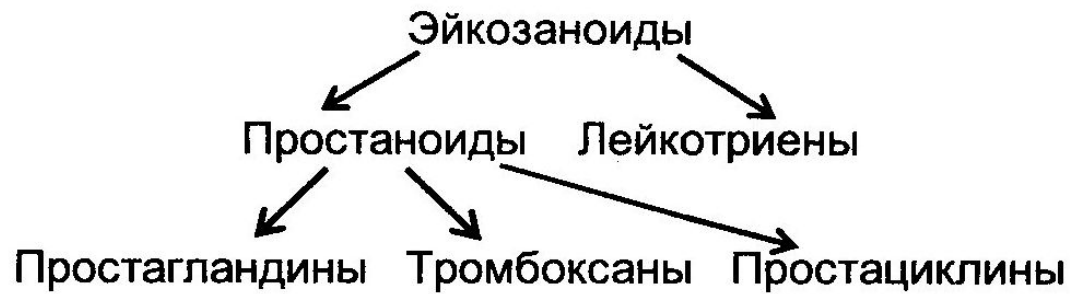 Эйкозаноиды
Простаноиды Лейкотриены
Простагландины Тромбоксаны Простациклины